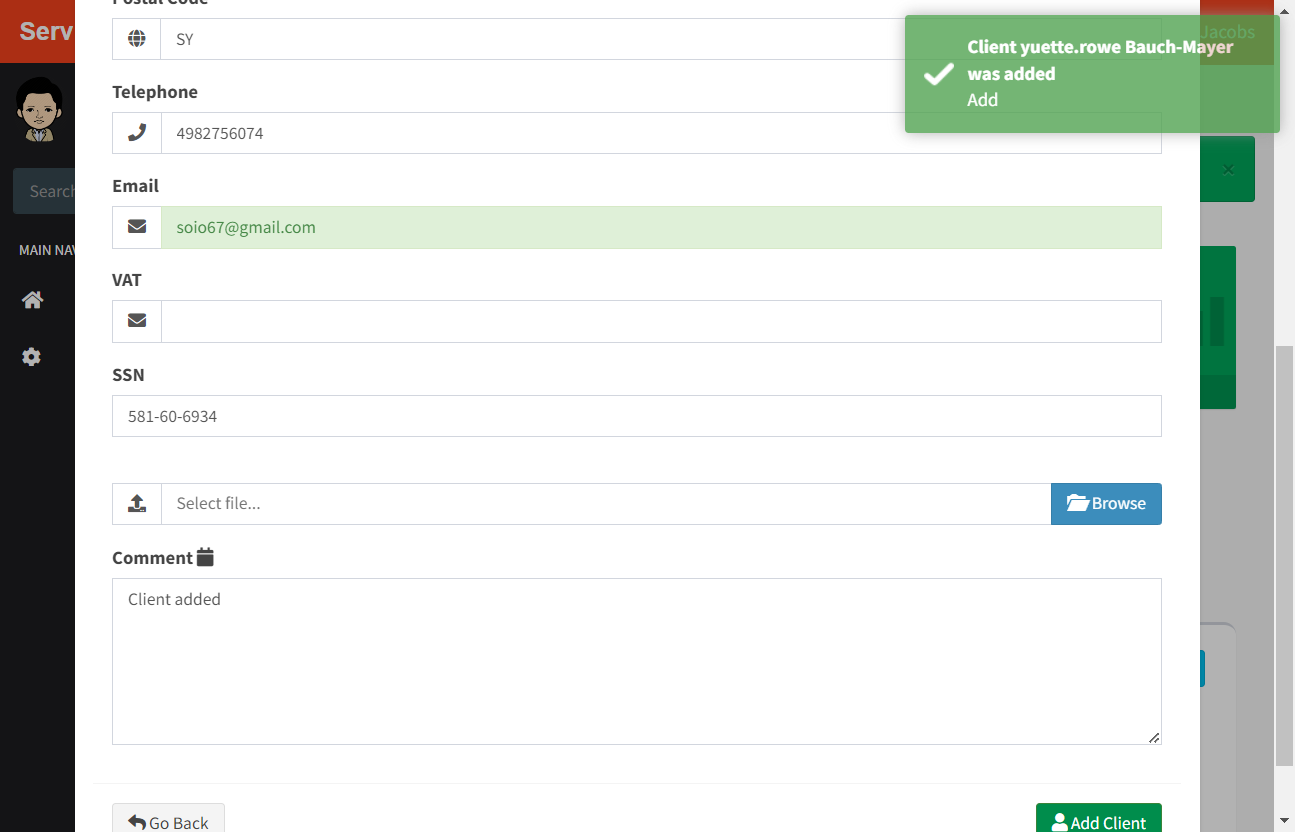 Postal Code
Serv
SY
Jacobs
Client yuette.rowe Bauch-Mayer
was added
Add
Telephone
4982756074
Search
Email
soio67@gmail.com
MAIN NAV
VAT
SSN
581-60-6934
Select file...
Browse
Comment
Client added
Go Back
Add Client